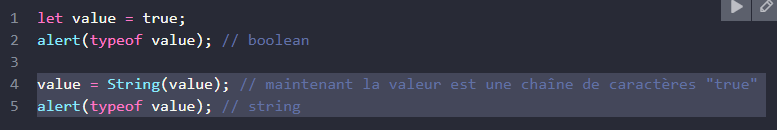 1 let value = true;
2 alert(typeof value); // boolean
3
4 value = String(value); // maintenant la valeur est une chaîne de caractères "true"
5 alert(typeof value); // string